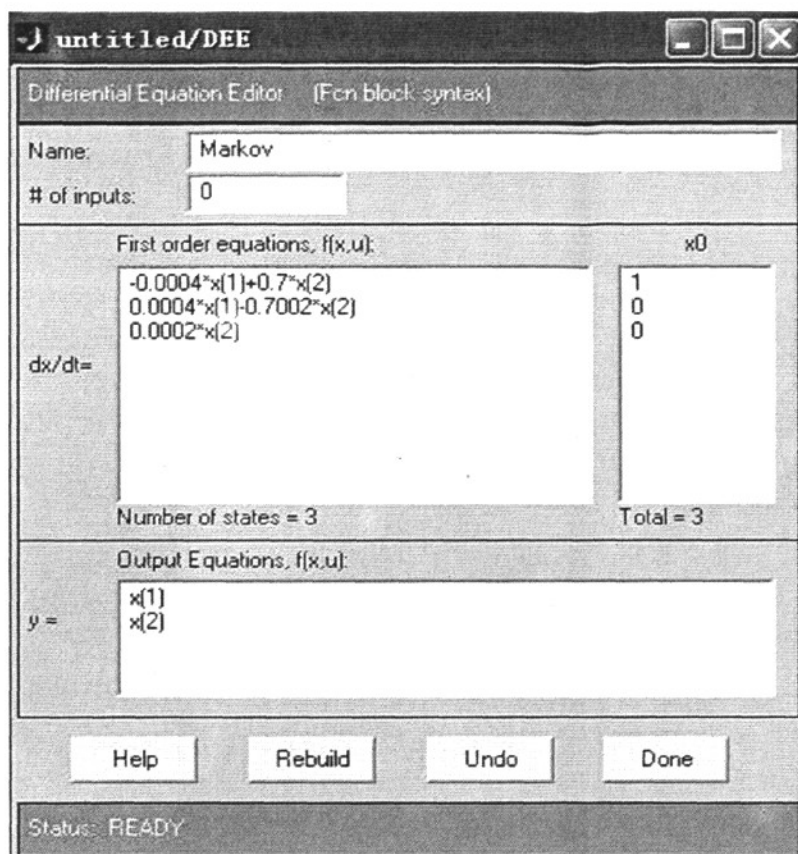 untitled/DEE
Differential Equation Editor (Fcn block syntax)
Name: Markov
# of inputs: 0
First order equations, f(x,u): x0
-0.0004*x(1)+0.7*x(2) 1
0.0004*x(1)-0.7002*x(2) 0
0.0002*x(2) 0
dx/dt=
Number of states = 3 Total = 3
Output Equations, f(x,u):
x(1)
y = x(2)
Help Rebuild Undo Done
Status: READY